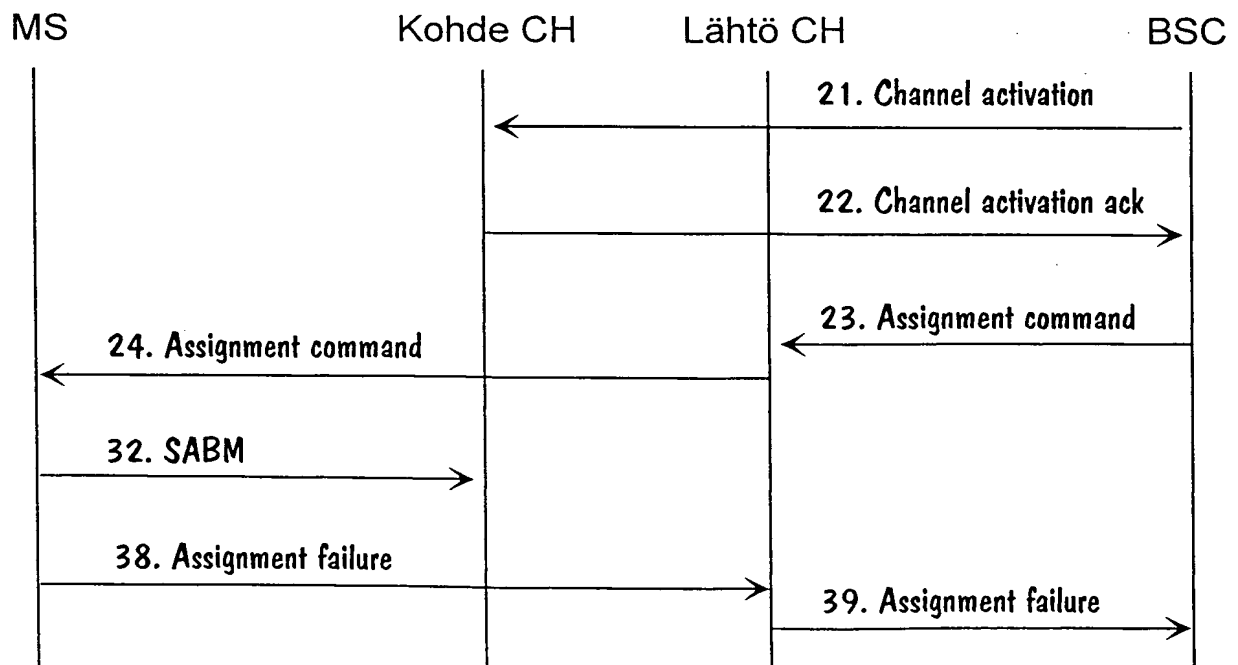 MS Kohde CH Lähtö CH BSC
21. Channel activation
22. Channel activation ack
23. Assignment command
24. Assignment command
32. SABM
38. Assignment failure
39. Assignment failure